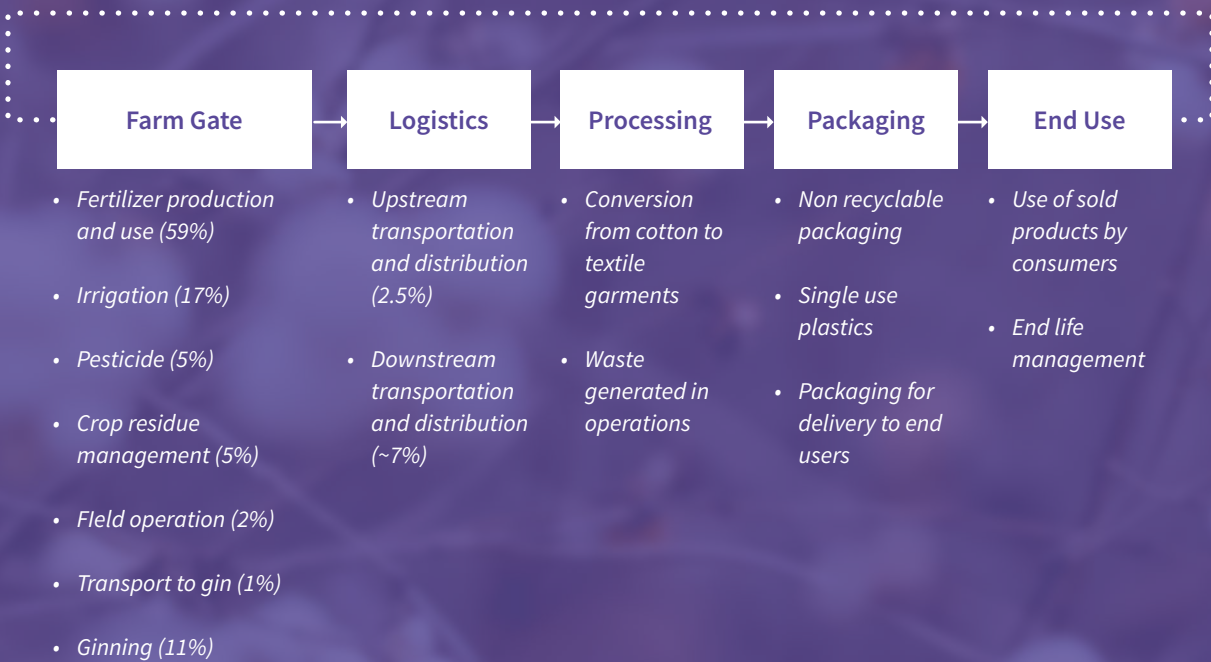 Farm Gate
Logistics
Processing
Packaging
End Use
• Fertilizer production
and use (59%)
• Irrigation (17%)
• Pesticide (5%)
• Crop residue
management (5%)
• FIeld operation (2%)
• Transport to gin (1%)
• Ginning (11%)
• Upstream
transportation
and distribution
(2.5%)
• Downstream
transportation
and distribution
(~7%)
• Conversion
from cotton to
textile
garments
• Waste
generated in
operations
• Non recyclable
packaging
• Single use
plastics
• Packaging for
delivery to end
users
• Use of sold
products by
consumers
• End life
management